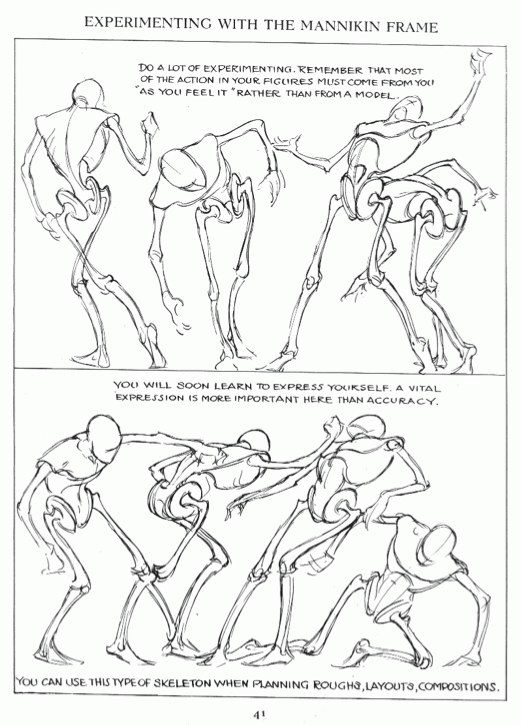 EXPERIMENTING WITH THE MANNIKIN FRAME
DO A LOT OF EXPERIMENTING. REMEMBER THAT MOST
OF THE ACTION IN YOUR FIGURES MUST COME FROM YOU
"AS YOU FEEL IT" RATHER THAN FROM A MODEL.
YOU WILL SOON LEARN TO EXPRESS YOURSELF. A VITAL
EXPRESSION IS MORE IMPORTANT HERE THAN ACCURACY.
YOU CAN USE THIS TYPE OF SKELETON WHEN PLANNING ROUGHS, LAYOUTS, COMPOSITIONS.
41